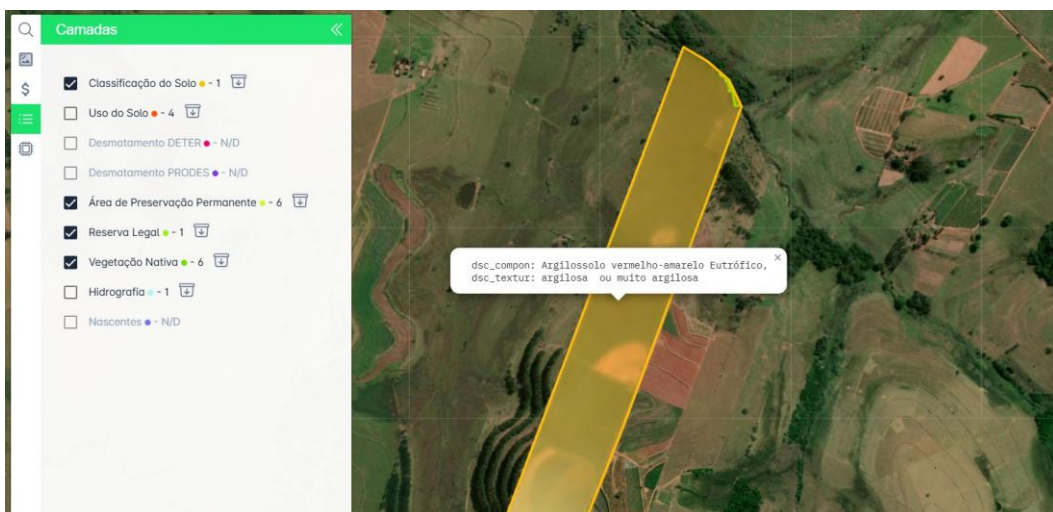 Camadas
Classificação do Solo - 1
Uso do Solo - 4
Desmatamento DETER - N/D
Desmatamento PRODES - N/D
Área de Preservação Permanente - 6
Reserva Legal - 1
Vegetação Nativa - 6
Hidrografia - 1
Nascentes - N/D
dsc_compon: Argilossolo vermelho-amarelo Eutrófico,
dsc_textur: argilosa ou muito argilosa